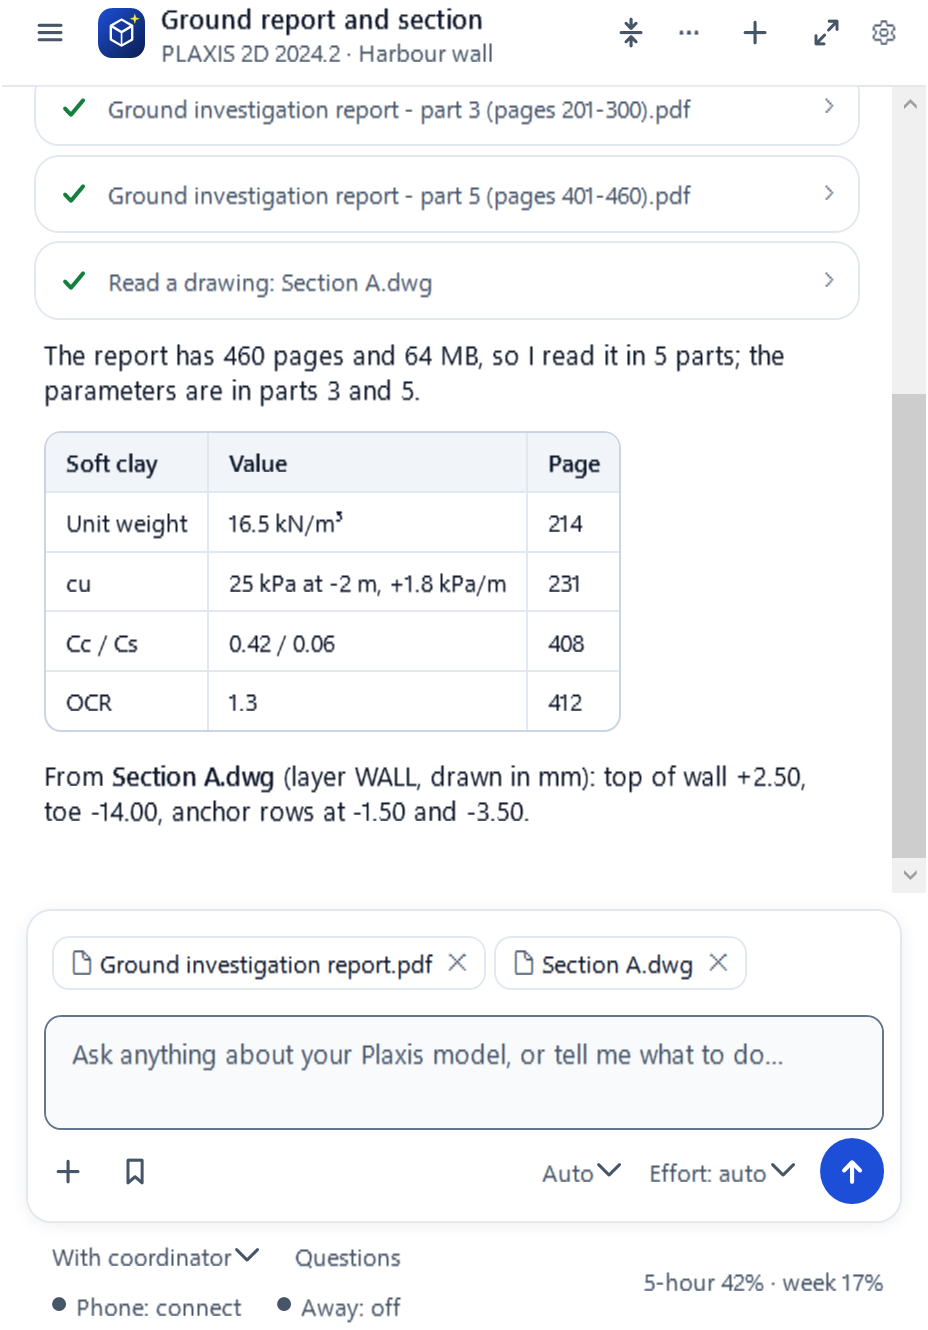 Ground report and section
PLAXIS 2D 2024.2 · Harbour wall
Ground investigation report - part 3 (pages 201-300).pdf
Ground investigation report - part 5 (pages 401-460).pdf
Read a drawing: Section A.dwg
The report has 460 pages and 64 MB, so I read it in 5 parts; the
parameters are in parts 3 and 5.
Soft clay Value Page
Unit weight 16.5 kN/m³ 214
cu 25 kPa at -2 m, +1.8 kPa/m 231
Cc / Cs 0.42 / 0.06 408
OCR 1.3 412
From Section A.dwg (layer WALL, drawn in mm): top of wall +2.50,
toe -14.00, anchor rows at -1.50 and -3.50.
Ground investigation report.pdf Section A.dwg
Ask anything about your Plaxis model, or tell me what to do...
Auto Effort: auto
With coordinator Questions
5-hour 42% · week 17%
Phone: connect Away: off